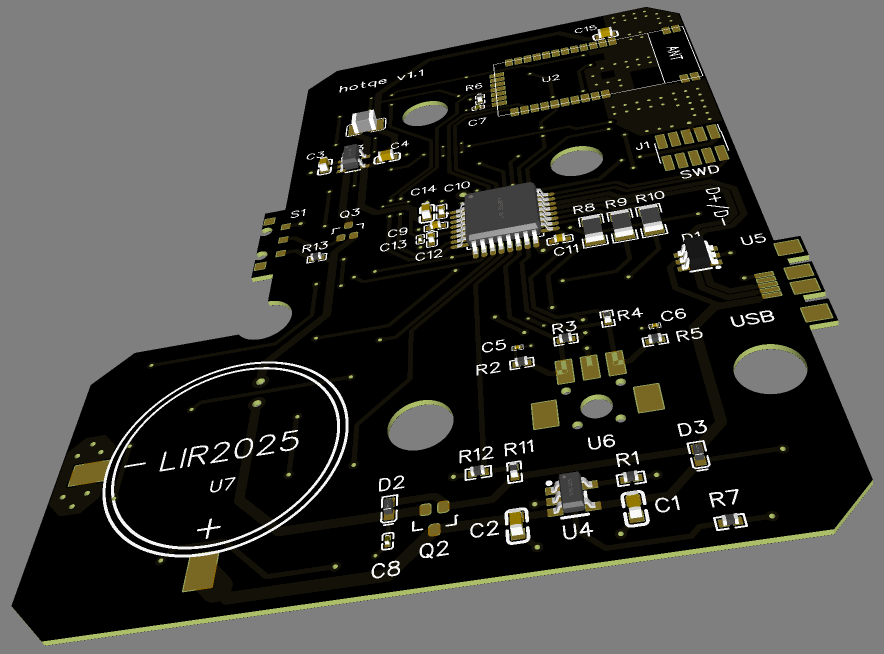 C15
ANT
hotqe v1.1
R6
U2
C7
J1
SWD
C3
C4
C14
C10
D+/D-
S1
Q3
R8
R9
R10
C9
C13
C12
C11
R13
D1
U5
USB
R4
C6
R3
R5
C5
R2
— LIR2025
U7
+
R12
R11
U6
D3
D2
R1
C2
U4
C1
R7
Q2
C8